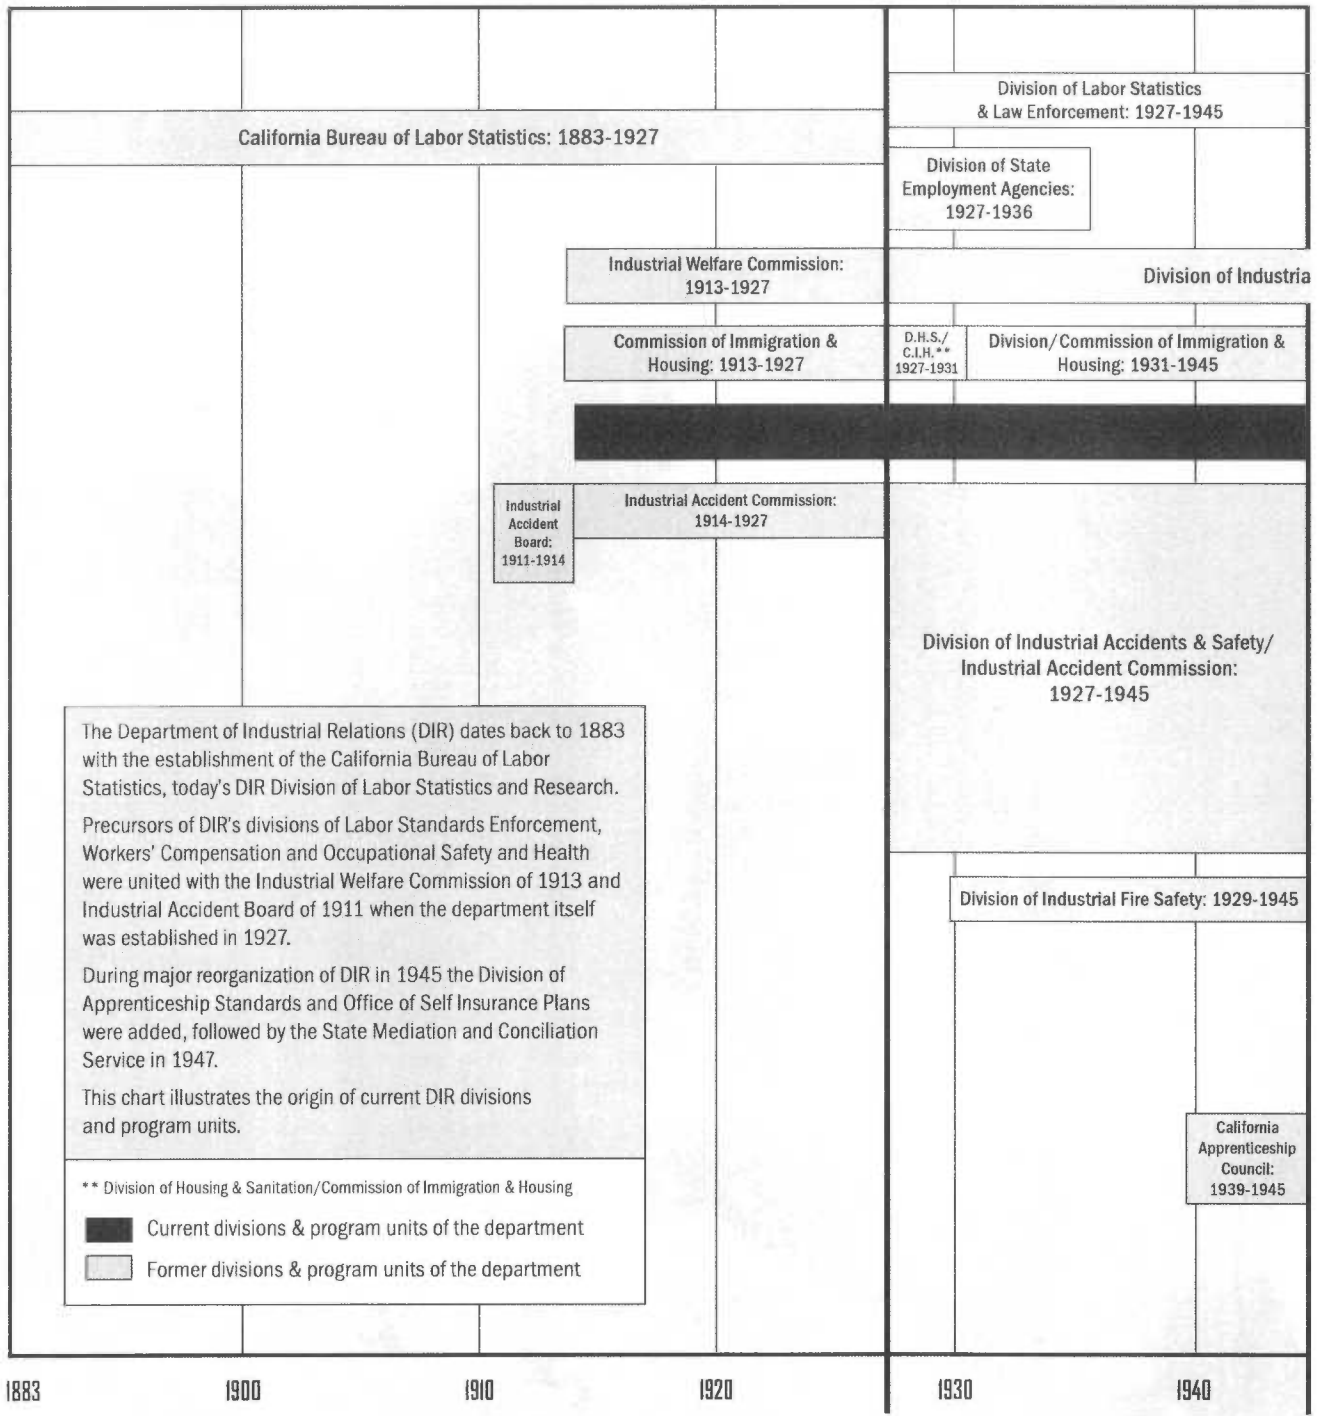 Division of Labor Statistics
& Law Enforcement: 1927-1945
California Bureau of Labor Statistics: 1883-1927
Division of State
Employment Agencies:
1927-1936
Industrial Welfare Commission:
1913-1927
Division of Industria
Commission of Immigration &
Housing: 1913-1927
D.H.S./
C.I.H.**
1927-1931
Division/Commission of Immigration &
Housing: 1931-1945
Industrial
Accident
Board:
1911-1914
Industrial Accident Commission:
1914-1927
Division of Industrial Accidents & Safety/
Industrial Accident Commission:
1927-1945
The Department of Industrial Relations (DIR) dates back to 1883
with the establishment of the California Bureau of Labor
Statistics, today's DIR Division of Labor Statistics and Research.
Precursors of DIR's divisions of Labor Standards Enforcement,
Workers' Compensation and Occupational Safety and Health
were united with the Industrial Welfare Commission of 1913 and
Industrial Accident Board of 1911 when the department itself
was established in 1927.
During major reorganization of DIR in 1945 the Division of
Apprenticeship Standards and Office of Self Insurance Plans
were added, followed by the State Mediation and Conciliation
Service in 1947.
This chart illustrates the origin of current DIR divisions
and program units.
** Division of Housing & Sanitation/Commission of Immigration & Housing
Current divisions & program units of the department
Former divisions & program units of the department
Division of Industrial Fire Safety: 1929-1945
California
Apprenticeship
Council:
1939-1945
1883
1900
1910
1920
1930
1940